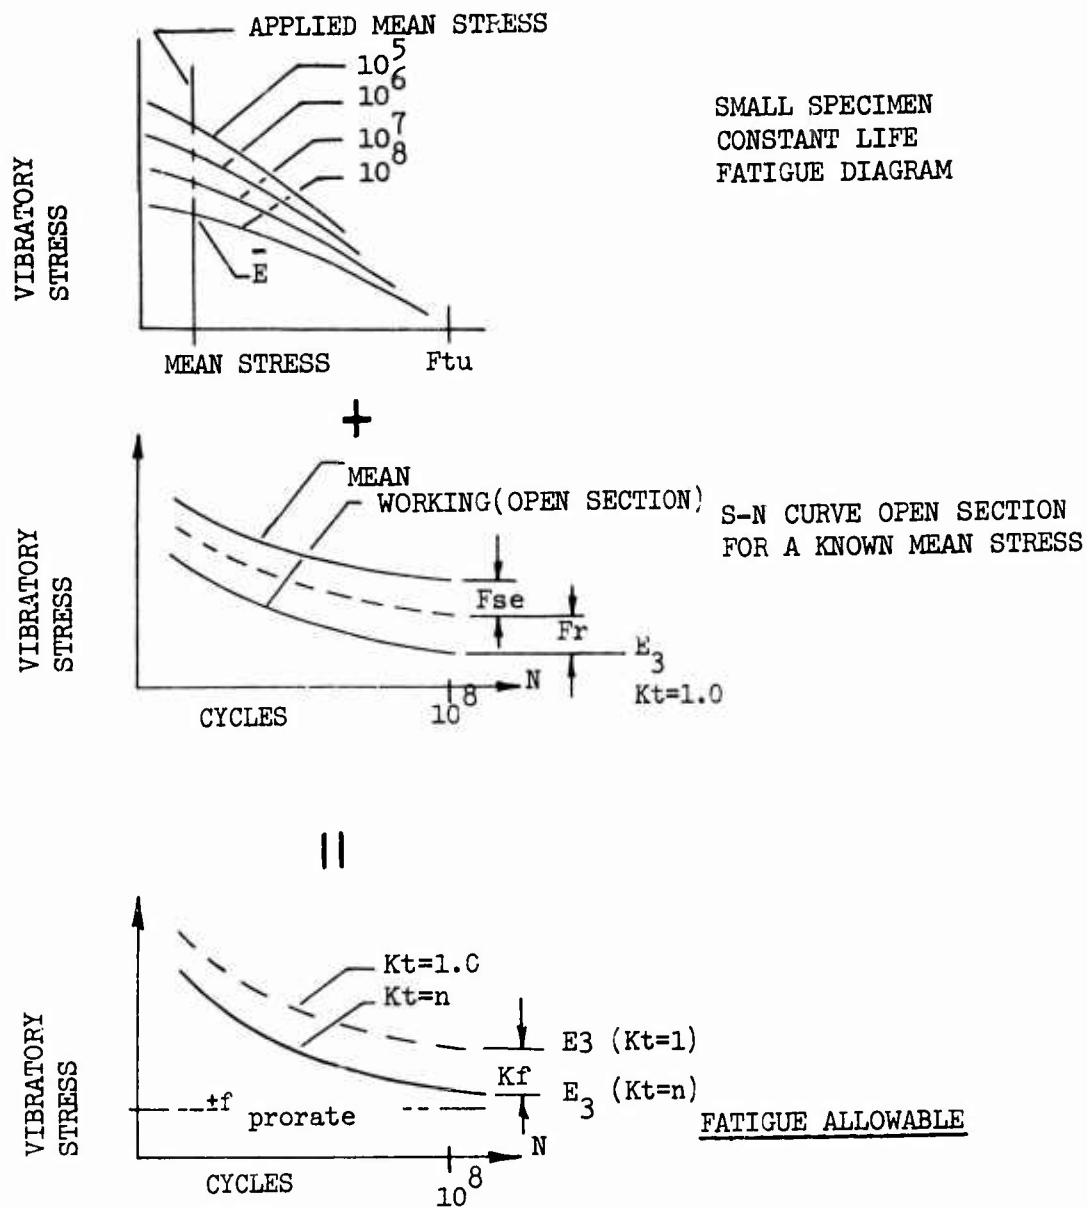 APPLIED MEAN STRESS
10^5
10^6
10^7
10^8
Ē
VIBRATORY
STRESS
MEAN STRESS
Ftu
SMALL SPECIMEN
CONSTANT LIFE
FATIGUE DIAGRAM
+
MEAN
WORKING(OPEN SECTION)
S-N CURVE OPEN SECTION
FOR A KNOWN MEAN STRESS
VIBRATORY
STRESS
Fse
Fr
E_3
Kt=1.0
N
10^8
CYCLES
=
Kt=1.0
Kt=n
E3 (Kt=1)
Kf
E_3 (Kt=n)
VIBRATORY
STRESS
±f prorate
FATIGUE ALLOWABLE
N
CYCLES
10^8